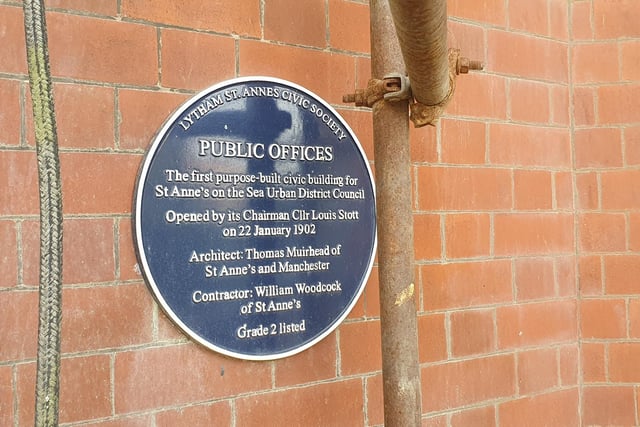 LYTHAM ST. ANNES CIVIC SOCIETY
PUBLIC OFFICES
The first purpose-built civic building for
St Anne's on the Sea Urban District Council
Opened by its Chairman Cllr Louis Stott
on 22 January 1902
Architect: Thomas Muirhead of
St Anne's and Manchester
Contractor: William Woodcock
of St Anne's
Grade 2 listed